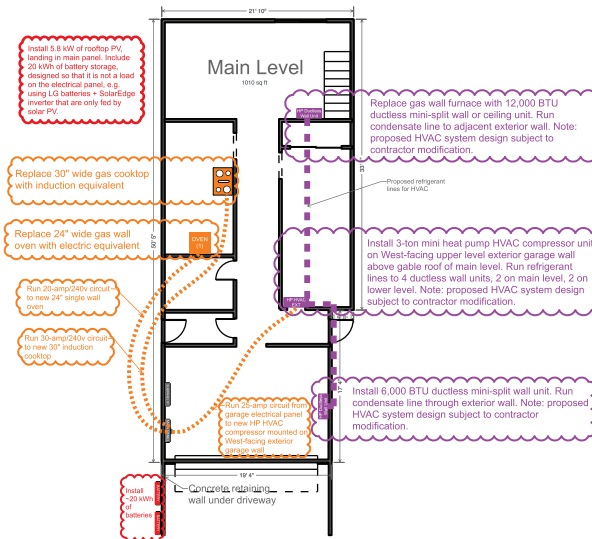 21' 10"
Install 5.8 kW of rooftop PV,
landing in main panel. Include
20 kWh of battery storage,
designed so that it is not a load
on the electrical panel, e.g.
using LG batteries + SolarEdge
inverter that are only fed by
solar PV.
Main Level
1010 sq ft
HP Ductless
Wall Unit
Replace gas wall furnace with 12,000 BTU
ductless mini-split wall or ceiling unit. Run
condensate line to adjacent exterior wall. Note:
proposed HVAC system design subject to
contractor modification.
Replace 30" wide gas cooktop
with induction equivalent
Proposed refrigerant
lines for HVAC
33'
Replace 24" wide gas wall
oven with electric equivalent
OVEN
(1)
50' 6"
Install 3-ton mini heat pump HVAC compressor unit
on West-facing upper level exterior garage wall
above gable roof of main level. Run refrigerant
lines to 4 ductless wall units, 2 on main level, 2 on
lower level. Note: proposed HVAC system design
subject to contractor modification.
Run 20-amp/240v circuit
to new 24" single wall
oven
HP HVAC
EXT
Run 30-amp/240v circuit
to new 30" induction
cooktop
17' 4"
Install 6,000 BTU ductless mini-split wall unit. Run
condensate line through exterior wall. Note: proposed
HVAC system design subject to contractor
modification.
Run 25-amp circuit from
garage electrical panel
to new HP HVAC
compressor mounted on
West-facing exterior
garage wall
19' 4"
Install
~20 kWh
of
batteries
Concrete retaining
wall under driveway